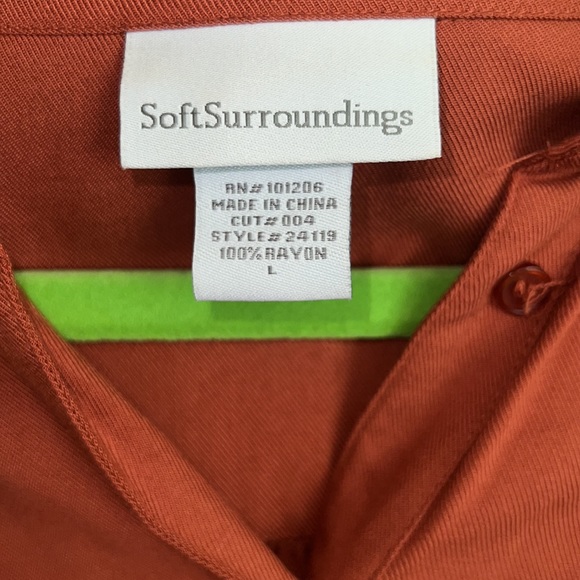 SoftSurroundings
RN# 101206
MADE IN CHINA
CUT# 004
STYLE# 24119
100% RAYON
L